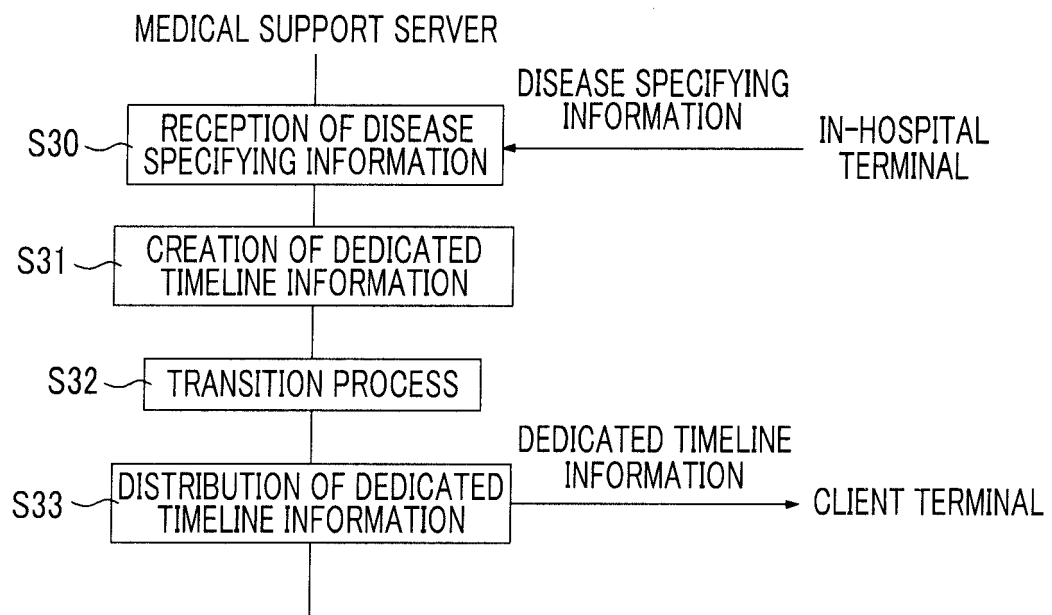 MEDICAL SUPPORT SERVER
DISEASE SPECIFYING
INFORMATION
S30
RECEPTION OF DISEASE
SPECIFYING INFORMATION
IN-HOSPITAL
TERMINAL
S31
CREATION OF DEDICATED
TIMELINE INFORMATION
S32
TRANSITION PROCESS
DEDICATED TIMELINE
INFORMATION
S33
DISTRIBUTION OF DEDICATED
TIMELINE INFORMATION
CLIENT TERMINAL